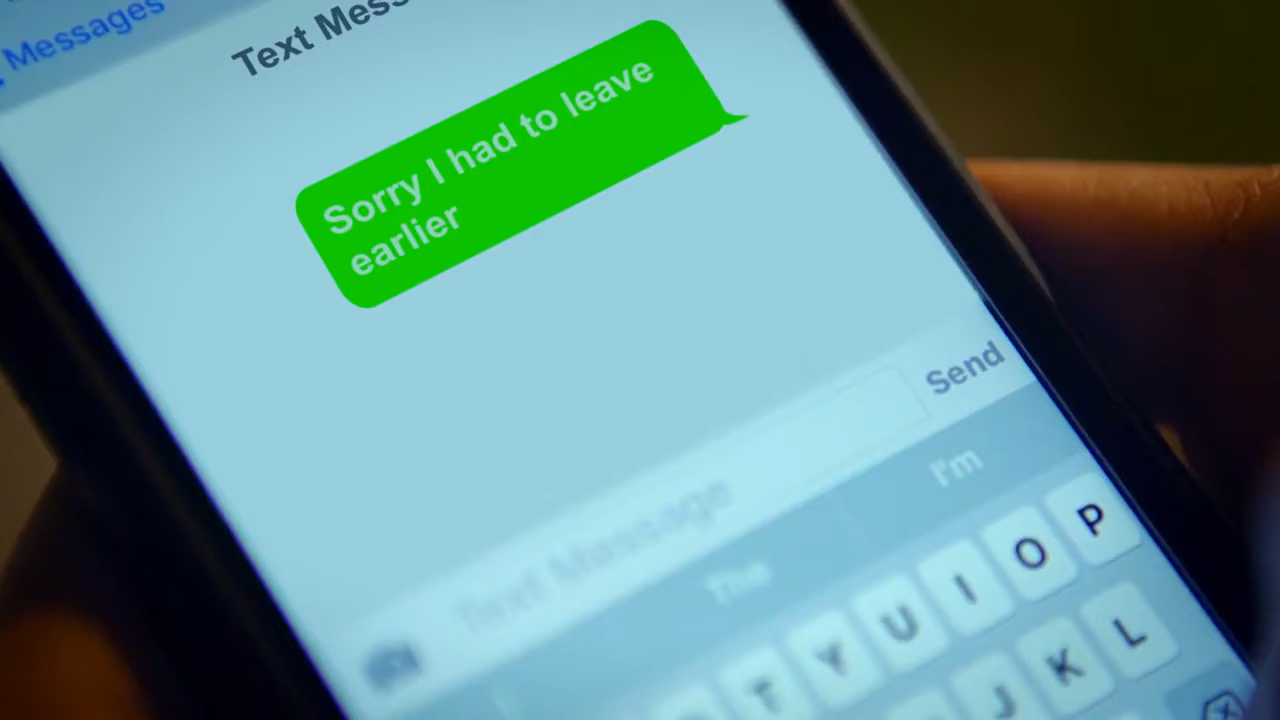 Messages
Text Mess
Sorry I had to leave
earlier
Send
Text Message
The
I'm
T Y U I O P
J K L